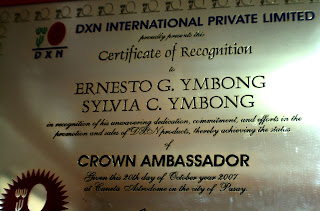 DXN INTERNATIONAL PRIVATE LIMITED
proudly presents this
DXN
Certificate of Recognition
to
ERNESTO G. YMBONG
SYLVIA C. YMBONG
in recognition of his unwavering dedication, commitment, and efforts in the
promotion and sales of DXN products, thereby achieving the status
of
CROWN AMBASSADOR
Given this 20th day of October year 2007
at Cuneta Astrodome in the city of Pasay.